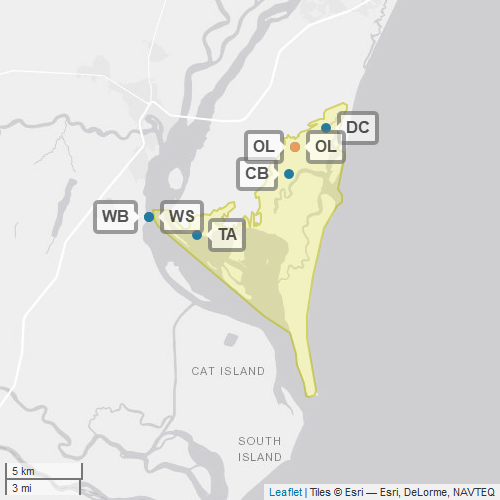 DC
OL
OL
CB
WB
WS
TA
CAT ISLAND
SOUTH
ISLAND
5 km
3 mi
Leaflet | Tiles © Esri — Esri, DeLorme, NAVTEQ